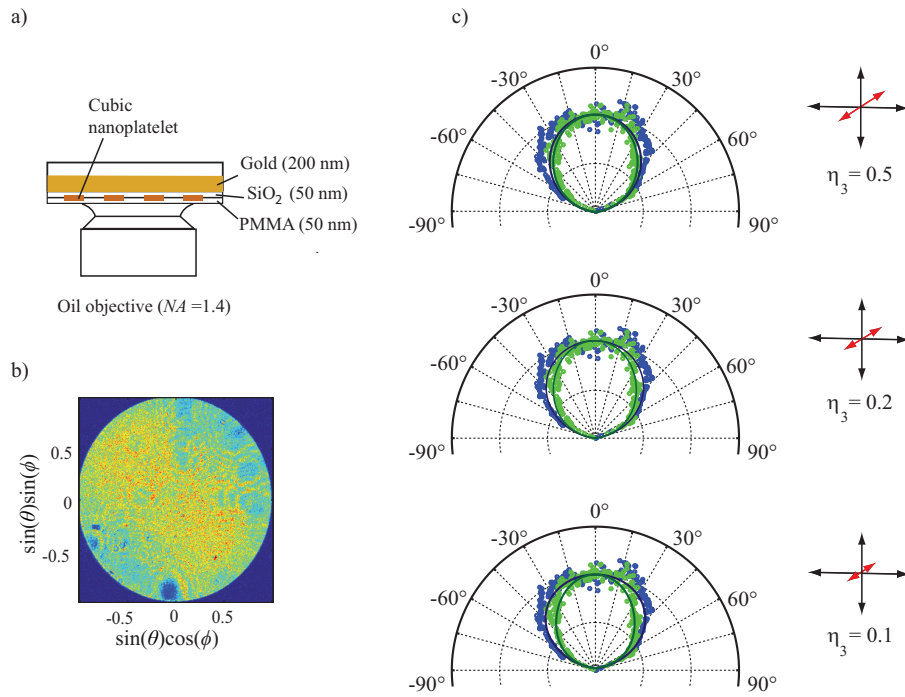 a)
Cubic
nanoplatelet
Gold (200 nm)
SiO2 (50 nm)
PMMA (50 nm)
Oil objective (NA =1.4)
b)
sin(θ)sin(ϕ)
0.5
0
-0.5
-0.5
0
0.5
sin(θ)cos(ϕ)
c)
0°
-30°
30°
-60°
60°
-90°
90°
η3= 0.5
0°
-30°
30°
-60°
60°
-90°
90°
η3= 0.2
0°
-30°
30°
-60°
60°
-90°
90°
η3= 0.1